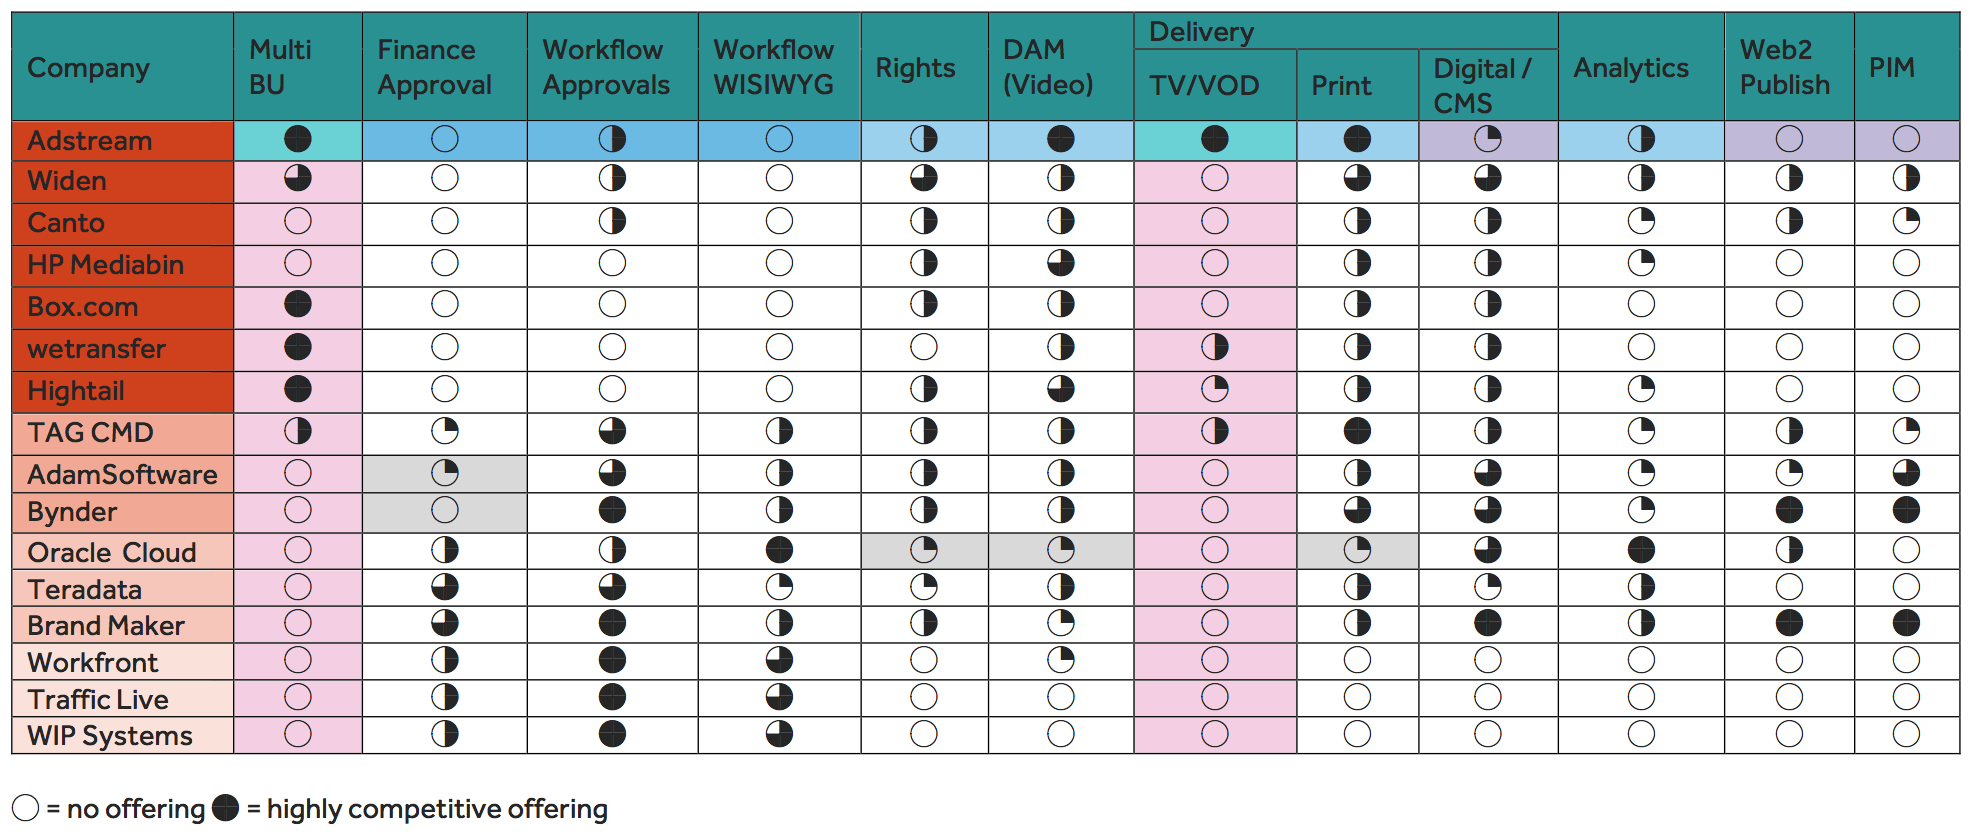 Company
Multi
BU
Finance
Approval
Workflow
Approvals
Workflow
WISIWYG
Rights
DAM
(Video)
Delivery
TV/VOD
Print
Digital /
CMS
Analytics
Web2
Publish
PIM
Adstream
Widen
Canto
HP Mediabin
Box.com
wetransfer
Hightail
TAG CMD
AdamSoftware
Bynder
Oracle Cloud
Teradata
Brand Maker
Workfront
Traffic Live
WIP Systems
= no offering = highly competitive offering